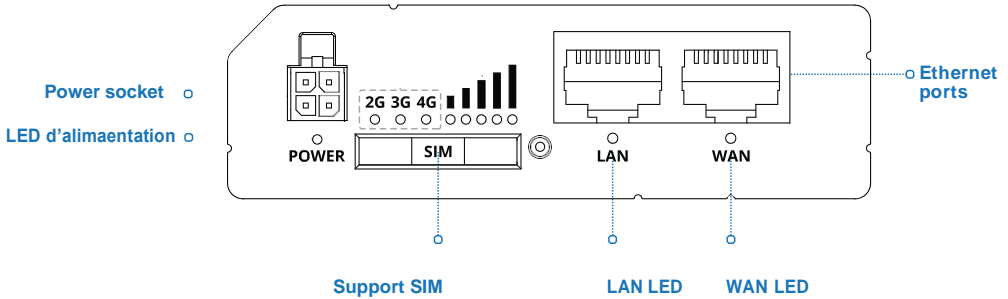 Ethernet
ports
Power socket
2G 3G 4G
LED d'alimaentation
POWER
SIM
LAN
WAN
Support SIM
LAN LED
WAN LED